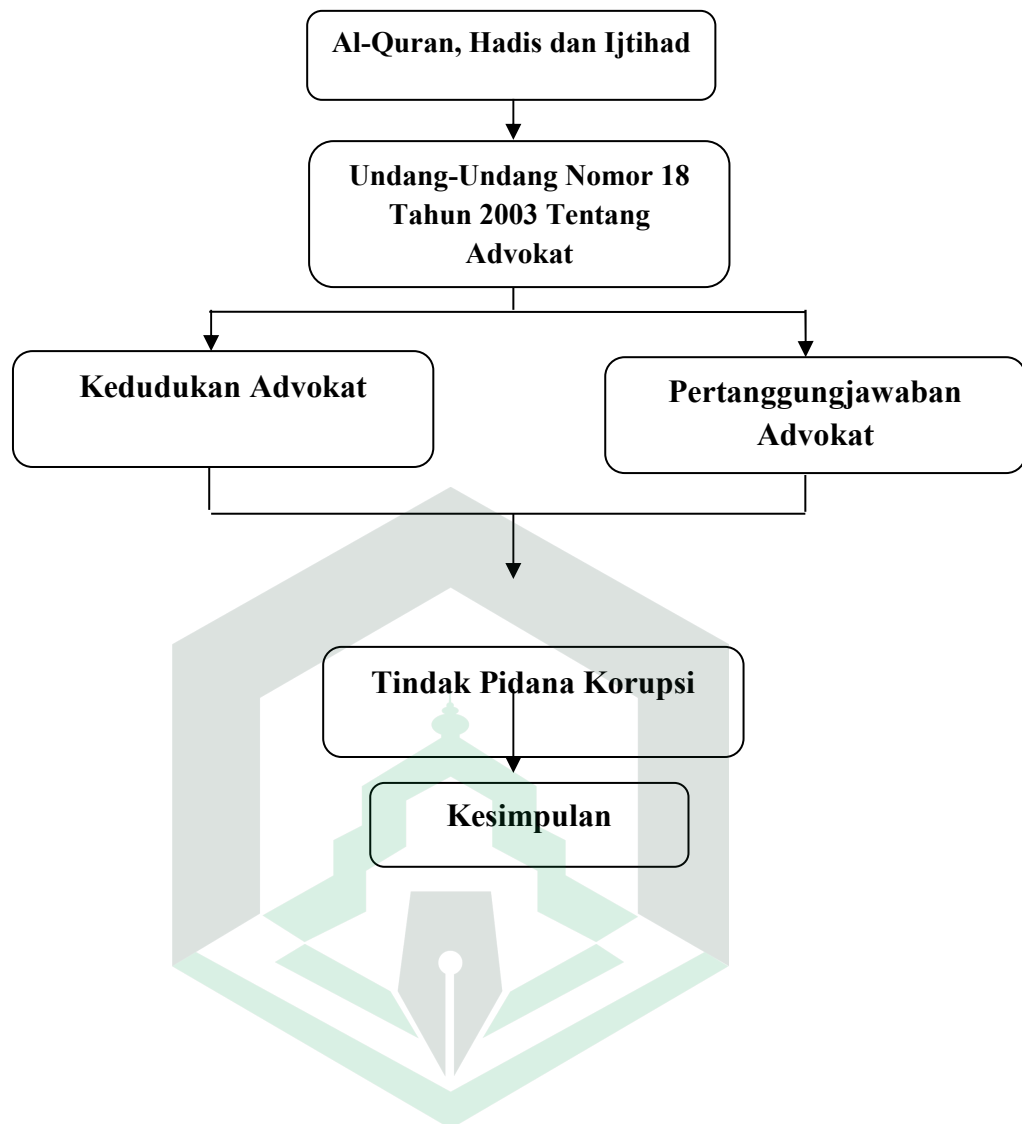 Al-Quran, Hadis dan Ijtihad
Undang-Undang Nomor 18
Tahun 2003 Tentang
Advokat
Kedudukan Advokat
Pertanggungjawaban
Advokat
Tindak Pidana Korupsi
Kesimpulan